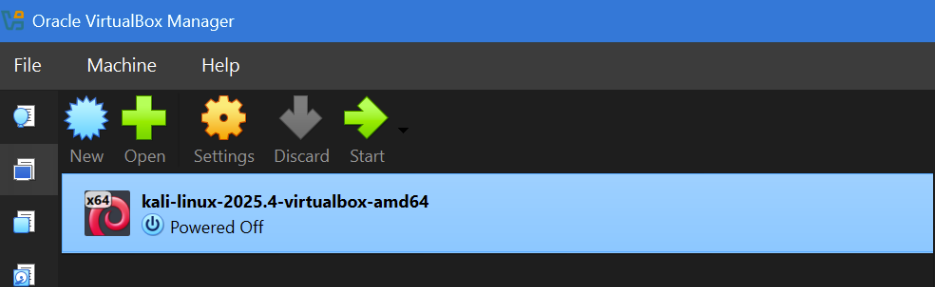 Oracle VirtualBox Manager
File Machine Help
New Open Settings Discard Start
x64
kali-linux-2025.4-virtualbox-amd64
Powered Off